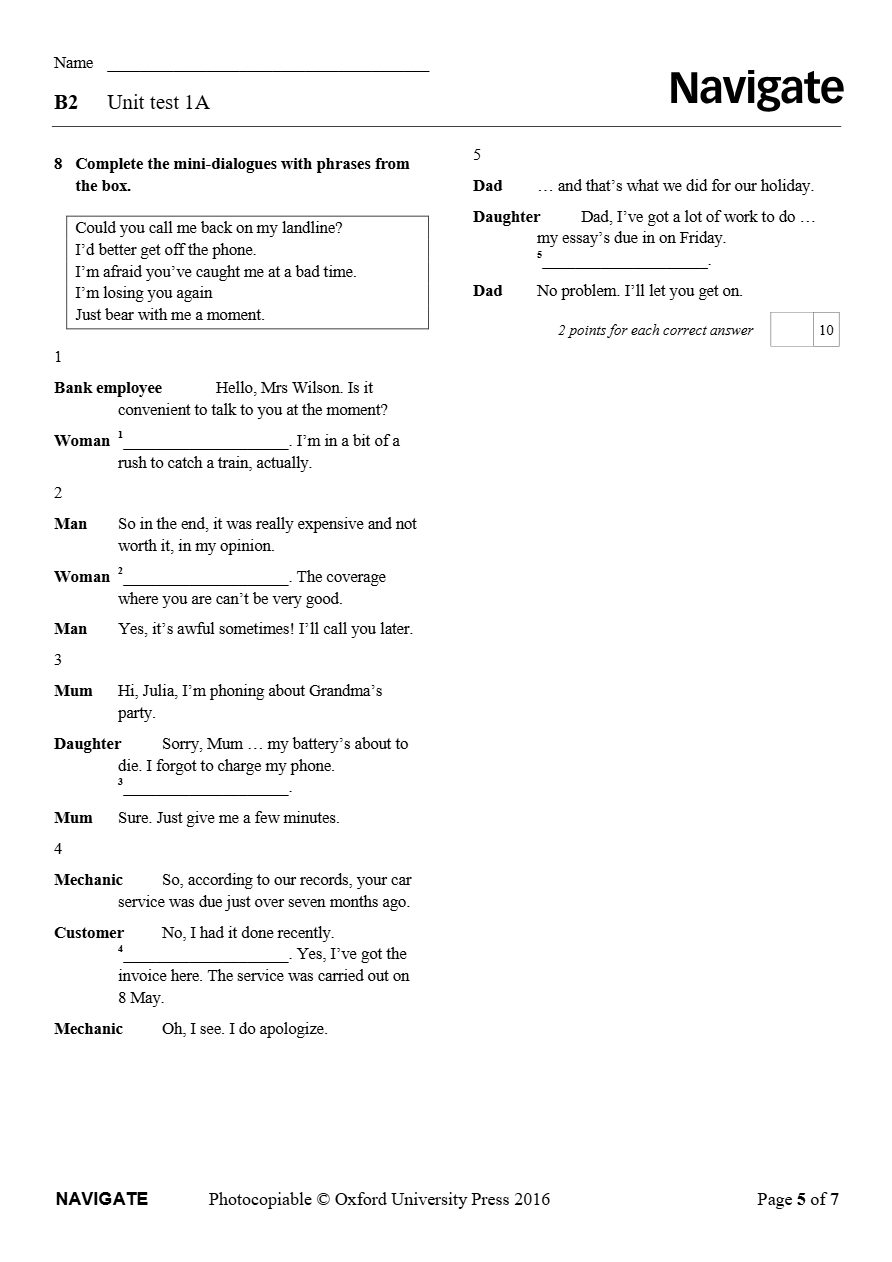 Name
B2 Unit test 1A
Navigate
8 Complete the mini-dialogues with phrases from
the box.
Could you call me back on my landline?
I'd better get off the phone.
I'm afraid you've caught me at a bad time.
I'm losing you again
Just bear with me a moment.
1
Bank employee Hello, Mrs Wilson. Is it
convenient to talk to you at the moment?
Woman 1____________________. I'm in a bit of a
rush to catch a train, actually.
2
Man So in the end, it was really expensive and not
worth it, in my opinion.
Woman 2____________________. The coverage
where you are can't be very good.
Man Yes, it's awful sometimes! I'll call you later.
3
Mum Hi, Julia, I'm phoning about Grandma's
party.
Daughter Sorry, Mum … my battery's about to
die. I forgot to charge my phone.
3____________________.
Mum Sure. Just give me a few minutes.
4
Mechanic So, according to our records, your car
service was due just over seven months ago.
Customer No, I had it done recently.
4____________________. Yes, I've got the
invoice here. The service was carried out on
8 May.
Mechanic Oh, I see. I do apologize.
5
Dad … and that's what we did for our holiday.
Daughter Dad, I've got a lot of work to do …
my essay's due in on Friday.
5____________________.
Dad No problem. I'll let you get on.
2 points for each correct answer 10
NAVIGATE Photocopiable © Oxford University Press 2016 Page 5 of 7